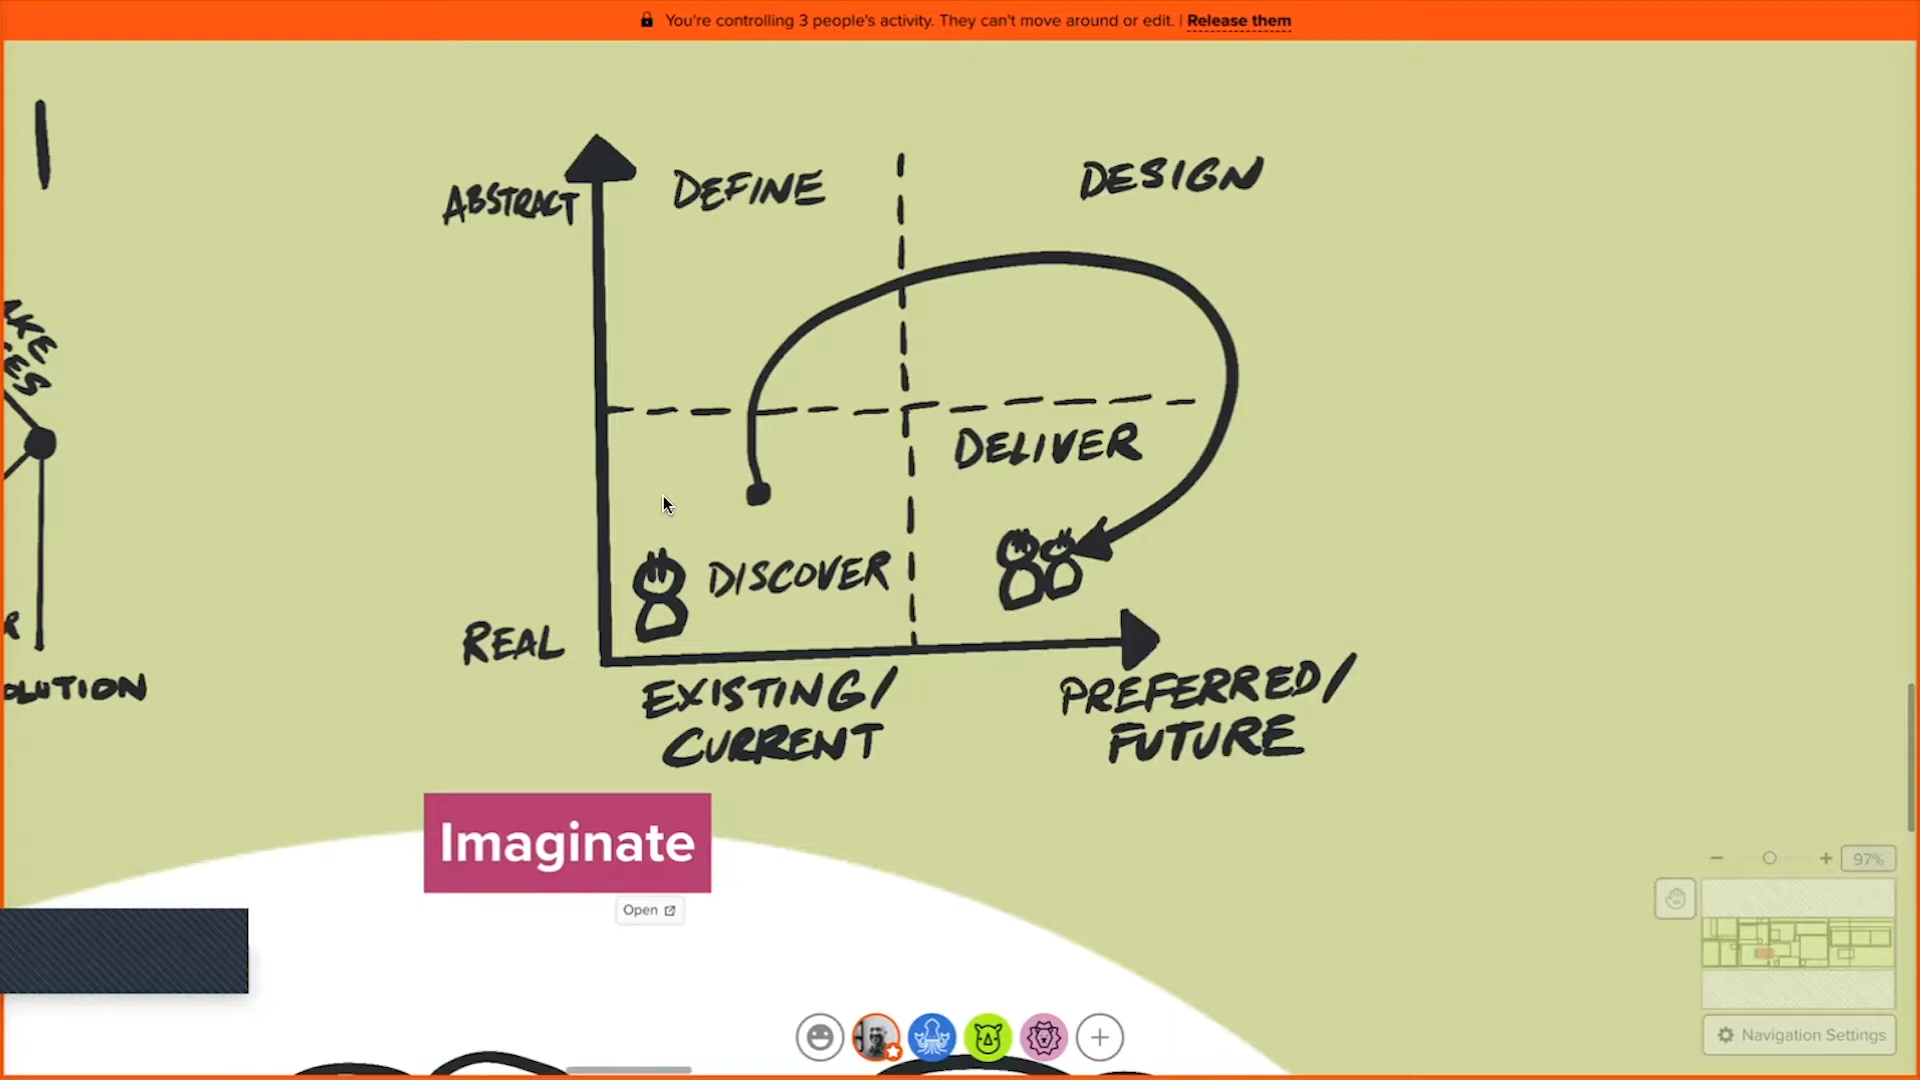 You're controlling 3 people's activity. They can't move around or edit. | Release them
ABSTRACT
DEFINE
DESIGN
DELIVER
DISCOVER
REAL
EXISTING/
CURRENT
PREFERRED/
FUTURE
Imaginate
Open
97%
Navigation Settings